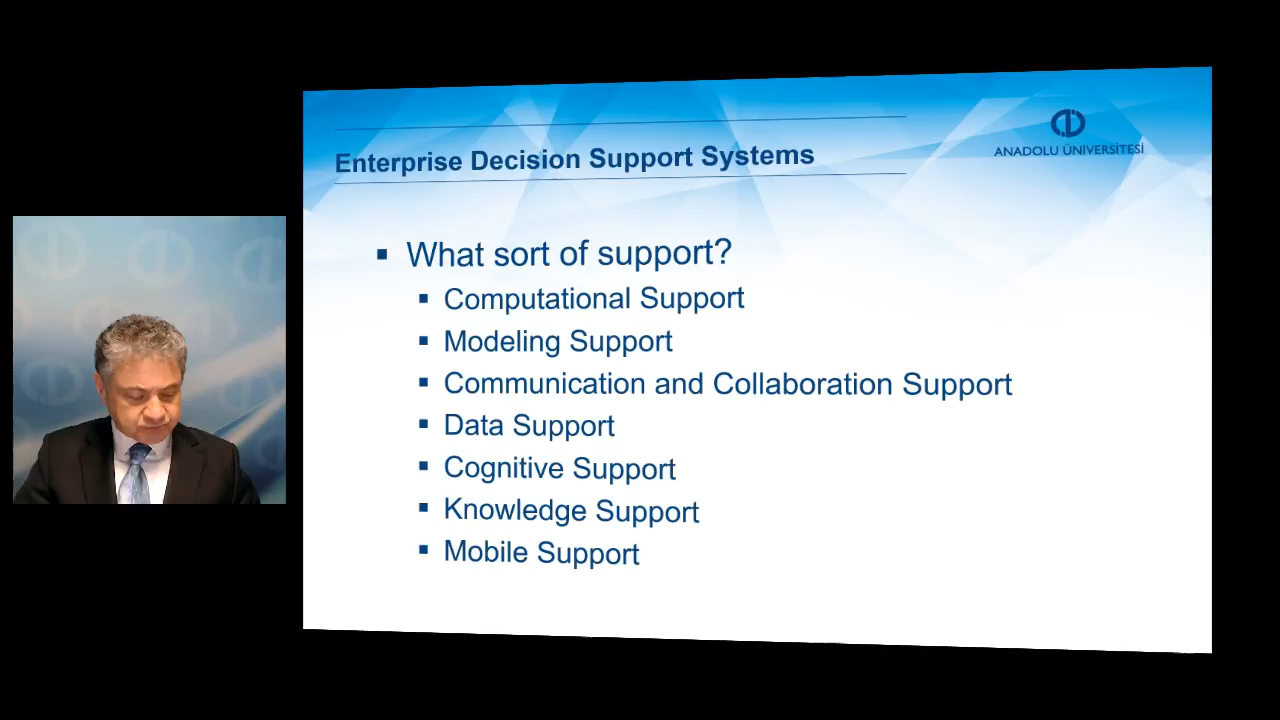 Enterprise Decision Support Systems
ANADOLU ÜNİVERSİTESİ
What sort of support?
Computational Support
Modeling Support
Communication and Collaboration Support
Data Support
Cognitive Support
Knowledge Support
Mobile Support